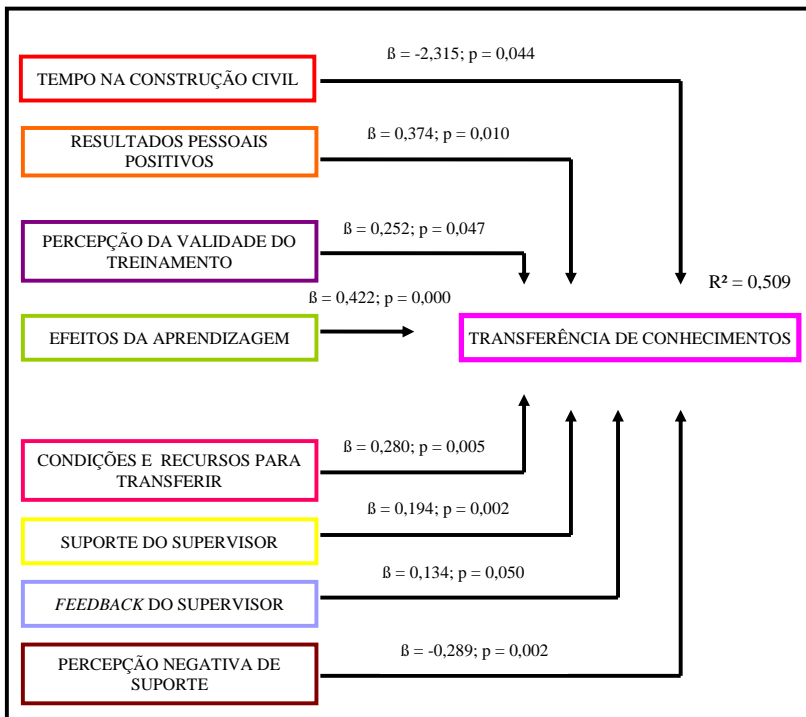 ß = -2,315; p = 0,044
TEMPO NA CONSTRUÇÃO CIVIL
ß = 0,374; p = 0,010
RESULTADOS PESSOAIS
POSITIVOS
ß = 0,252; p = 0,047
PERCEPÇÃO DA VALIDADE DO
TREINAMENTO
R² = 0,509
ß = 0,422; p = 0,000
EFEITOS DA APRENDIZAGEM
TRANSFERÊNCIA DE CONHECIMENTOS
ß = 0,280; p = 0,005
CONDIÇÕES E RECURSOS PARA
TRANSFERIR
ß = 0,194; p = 0,002
SUPORTE DO SUPERVISOR
ß = 0,134; p = 0,050
FEEDBACK DO SUPERVISOR
ß = -0,289; p = 0,002
PERCEPÇÃO NEGATIVA DE
SUPORTE